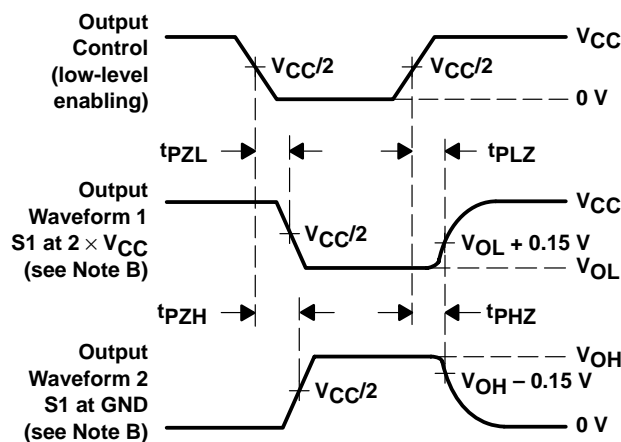 Output
Control
(low-level
enabling)
VCC
VCC/2
VCC/2
0 V
tPZL
tPLZ
Output
Waveform 1
S1 at 2 × VCC
(see Note B)
VCC
VCC/2
VOL + 0.15 V
VOL
tPZH
tPHZ
Output
Waveform 2
S1 at GND
(see Note B)
VOH
VCC/2
VOH – 0.15 V
0 V